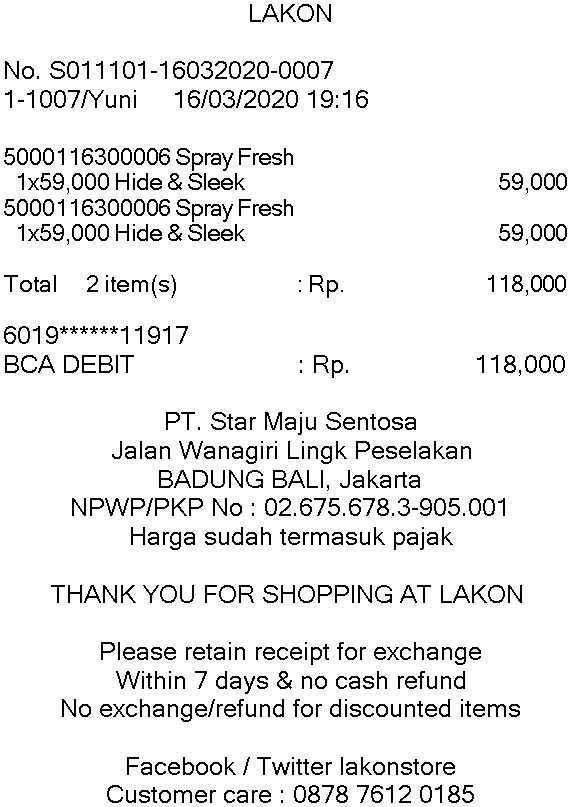 LAKON
No. S011101-16032020-0007
1-1007/Yuni 16/03/2020 19:16
5000116300006 Spray Fresh
1x59,000 Hide & Sleek 59,000
5000116300006 Spray Fresh
1x59,000 Hide & Sleek 59,000
Total 2 item(s) : Rp. 118,000
6019******11917
BCA DEBIT : Rp. 118,000
PT. Star Maju Sentosa
Jalan Wanagiri Lingk Peselakan
BADUNG BALI, Jakarta
NPWP/PKP No : 02.675.678.3-905.001
Harga sudah termasuk pajak
THANK YOU FOR SHOPPING AT LAKON
Please retain receipt for exchange
Within 7 days & no cash refund
No exchange/refund for discounted items
Facebook / Twitter lakonstore
Customer care : 0878 7612 0185